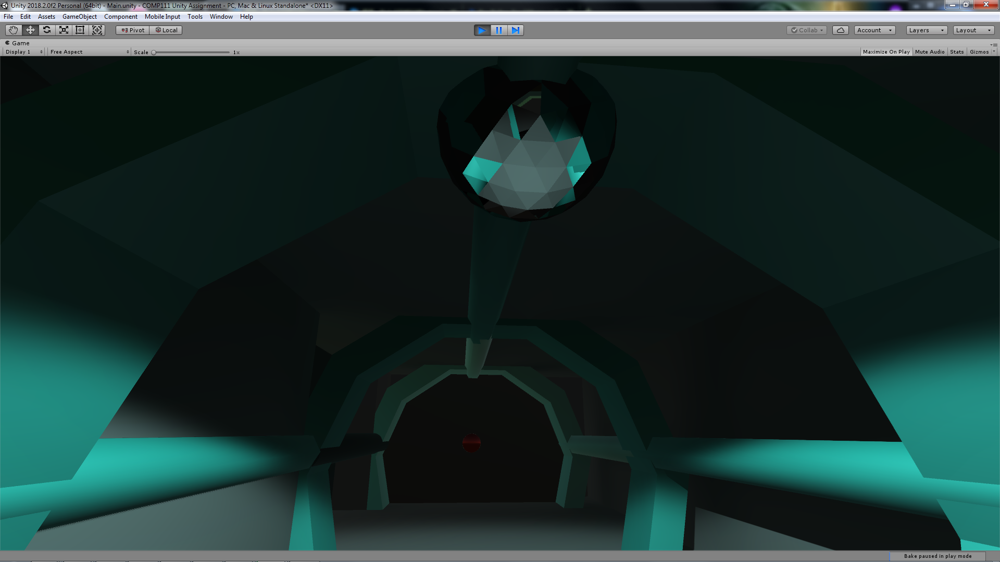 Unity 2018.2.0f2 Personal (64bit) - Main.unity - COMP111 Unity Assignment - PC, Mac & Linux Standalone* <DX11>
File Edit Assets GameObject Component Mobile Input Tools Window Help
Pivot Local Collab Account Layers Layout
Game
Display 1 Free Aspect Scale 1x Maximize On Play Mute Audio Stats Gizmos
Bake paused in play mode